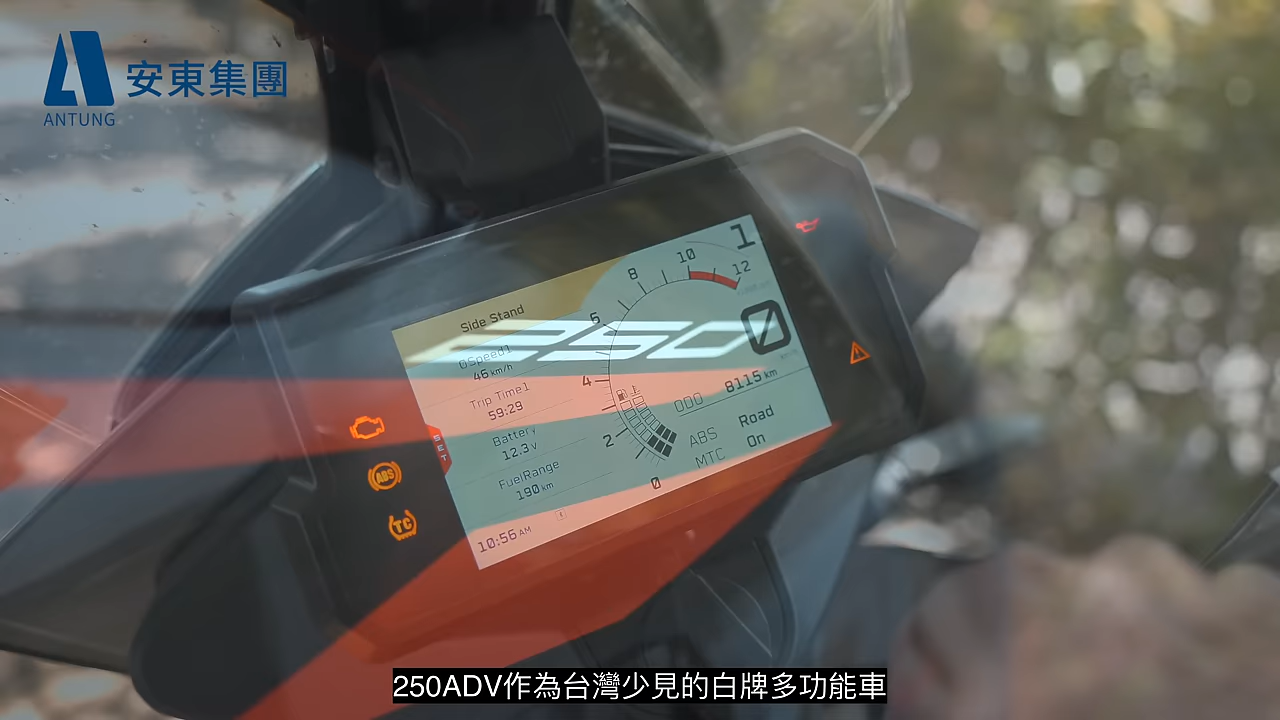 安東集團
ANTUNG
Side Stand
ØSpeed1
46 km/h
Trip Time1
59:29
Battery
12.3 V
FuelRange
190 km
10:56 AM
SET
0
2
4
6
8
10
12
1
0
8115 km
ODO
ABS
Road
MTC
On
ABS
TC
250
250ADV作為台灣少見的白牌多功能車